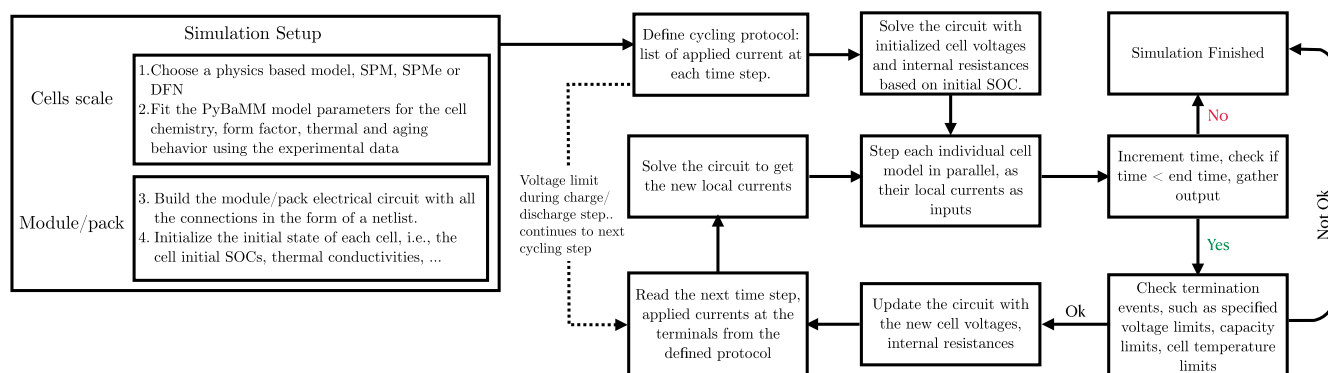 Simulation Setup
Cells scale
1.Choose a physics based model, SPM, SPMe or
DFN
2.Fit the PyBaMM model parameters for the cell
chemistry, form factor, thermal and aging
behavior using the experimental data
Module/pack
3. Build the module/pack electrical circuit with all
the connections in the form of a netlist.
4. Initialize the initial state of each cell, i.e., the
cell initial SOCs, thermal conductivities, ...
Define cycling protocol:
list of applied current at
each time step.
Solve the circuit with
initialized cell voltages
and internal resistances
based on initial SOC.
Simulation Finished
No
Solve the circuit to get
the new local currents
Step each individual cell
model in parallel, as
their local currents as
inputs
Increment time, check if
time < end time, gather
output
Voltage limit
during charge/
discharge step..
continues to next
cycling step
Yes
Not Ok
Read the next time step,
applied currents at the
terminals from the
defined protocol
Update the circuit with
the new cell voltages,
internal resistances
Ok
Check termination
events, such as specified
voltage limits, capacity
limits, cell temperature
limits